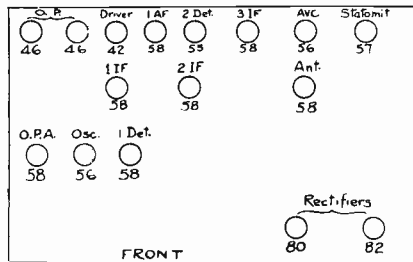 O.P. Driver 1 AF 2 Det. 3 IF AVC Statomit
46 46 42 58 55 58 56 57
1 IF 2 IF Ant.
58 58 58
O.P.A. Osc. 1 Det.
58 56 58
Rectifiers
80 82
FRONT